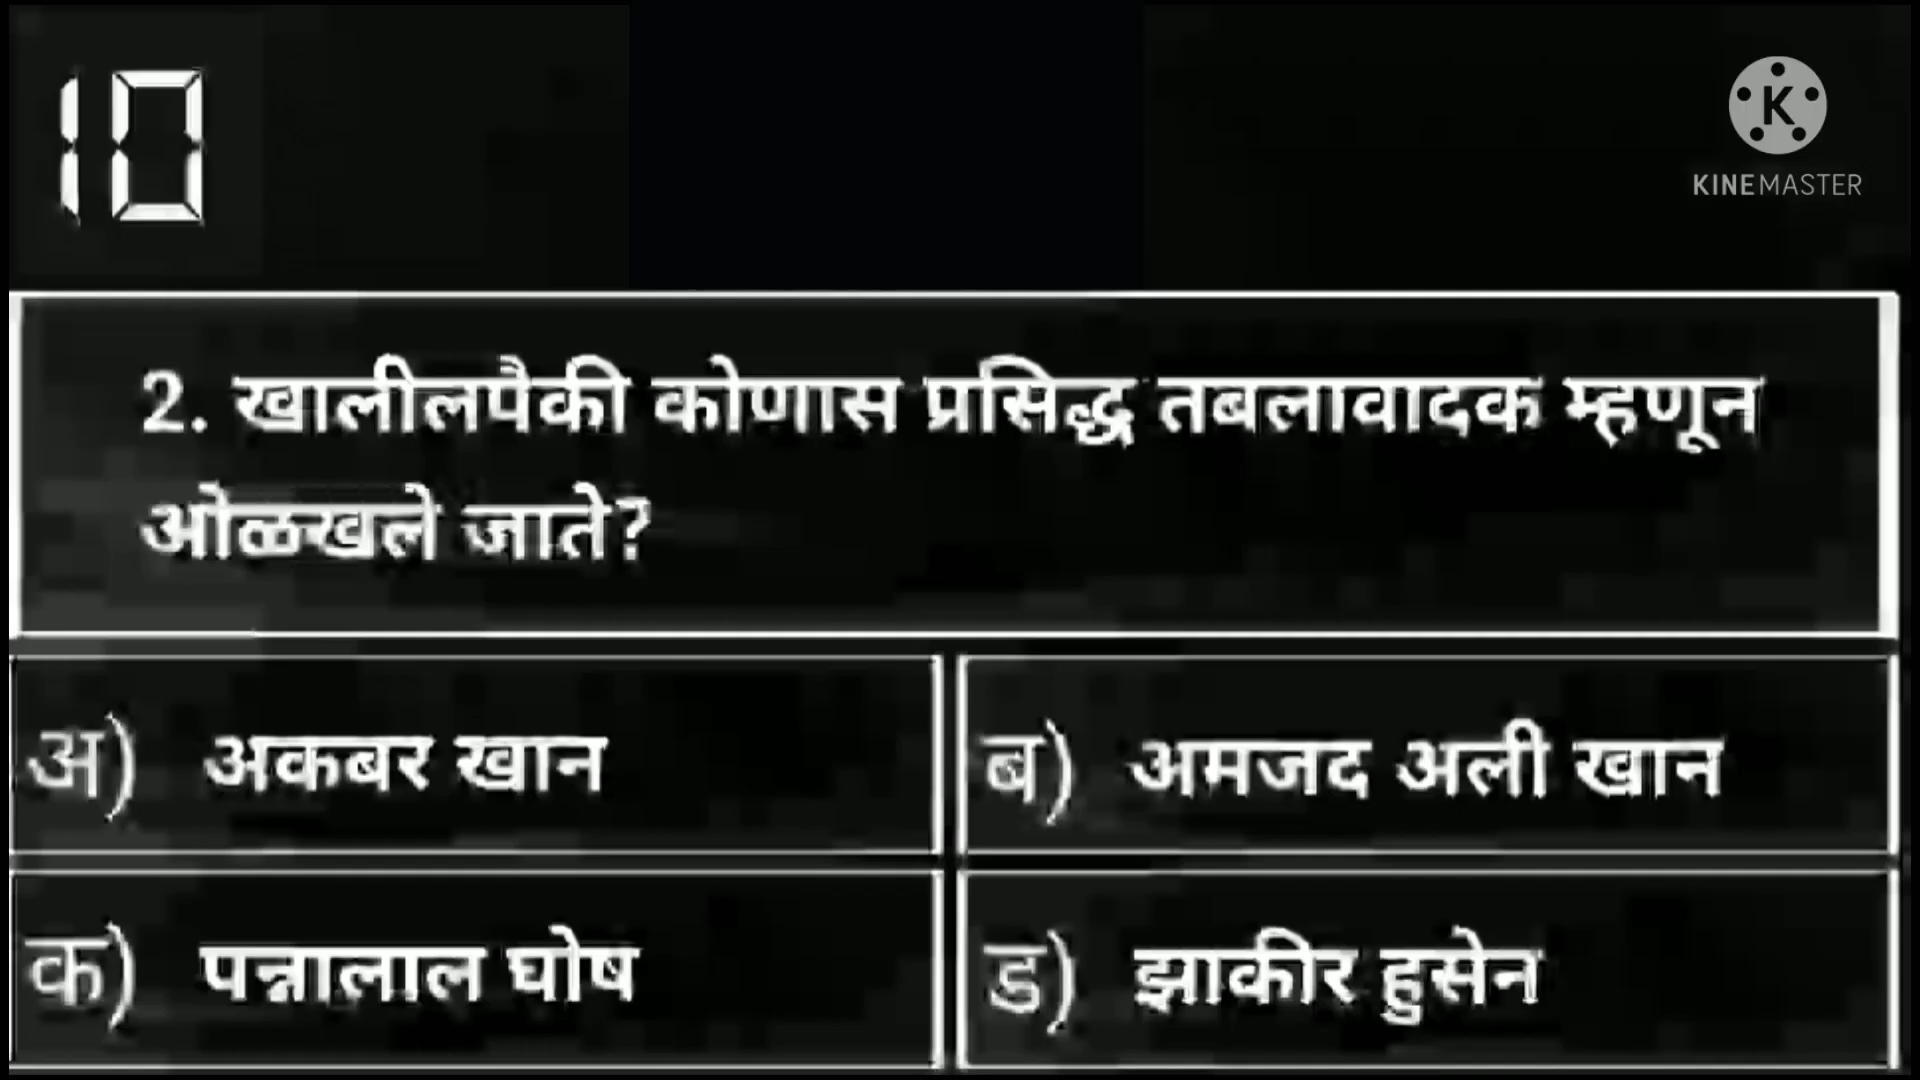 10
KINEMASTER
2. खालीलपैकी कोणास प्रसिद्ध तबलावादक म्हणून
ओळखले जाते?
अ) अकबर खान
ब) अमजद अली खान
क) पन्नालाल घोष
ड) झाकीर हुसेन